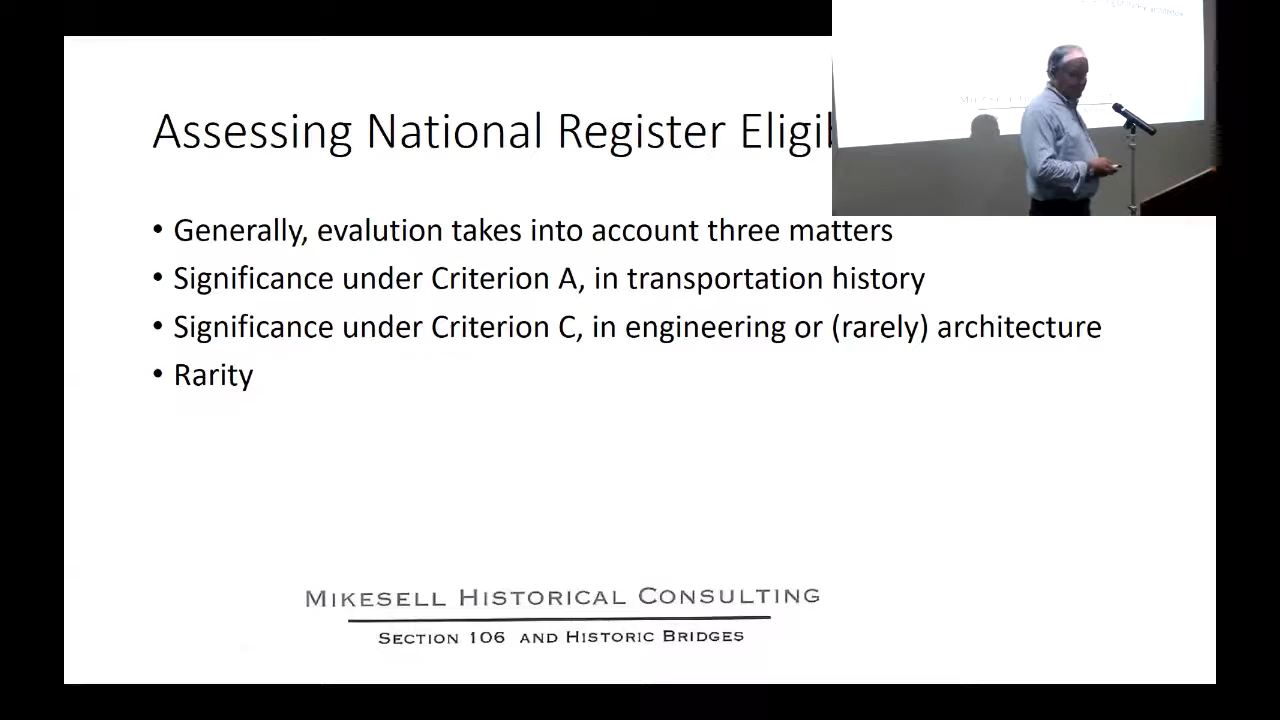 Assessing National Register Eligib
• Generally, evalution takes into account three matters
• Significance under Criterion A, in transportation history
• Significance under Criterion C, in engineering or (rarely) architecture
• Rarity
MIKESELL HISTORICAL CONSULTING
SECTION 106 AND HISTORIC BRIDGES